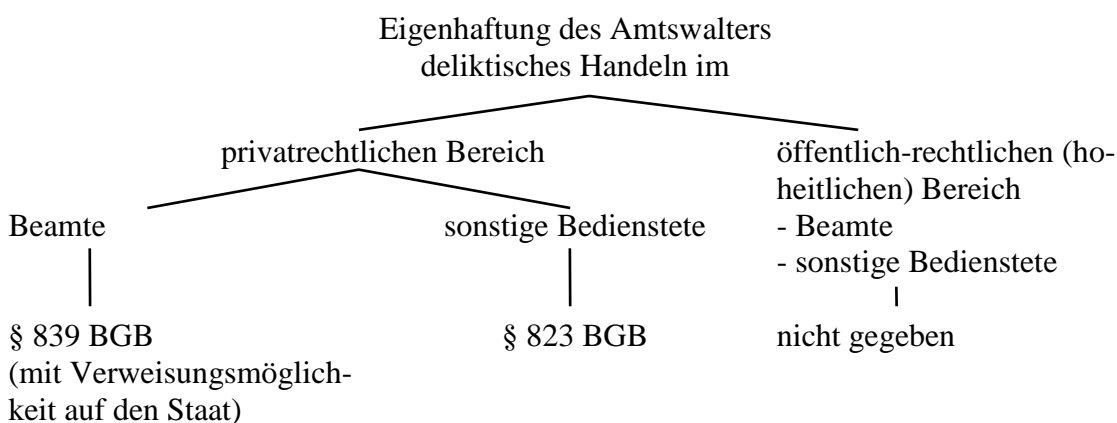 Eigenhaftung des Amtswalters
deliktisches Handeln im
privatrechtlichen Bereich
öffentlich-rechtlichen (ho-
heitlichen) Bereich
- Beamte
- sonstige Bedienstete
Beamte
sonstige Bedienstete
§ 839 BGB
(mit Verweisungsmöglich-
keit auf den Staat)
§ 823 BGB
nicht gegeben